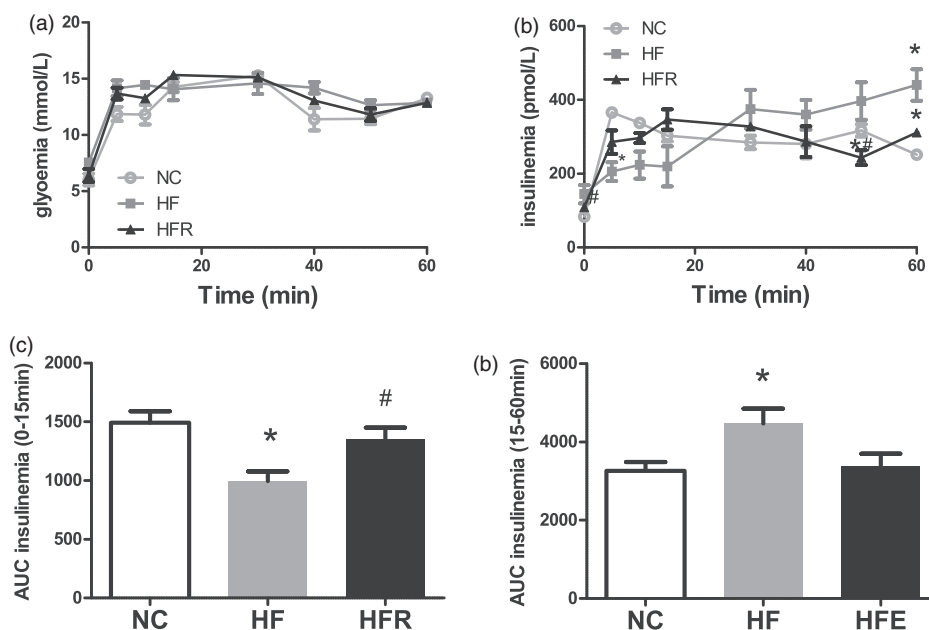 (a)
20
15
10
5
0
glyoemia (mmol/L)
NC
HF
HFR
0
20
40
60
Time (min)
(b)
600
400
200
0
insulinemia (pmol/L)
NC
HF
HFR
*
*
*#
*
#
0
20
40
60
Time (min)
(c)
2000
1500
1000
500
0
AUC insulinemia (0-15min)
*
#
NC
HF
HFR
(b)
6000
4000
2000
0
AUC insulinemia (15-60min)
*
NC
HF
HFE